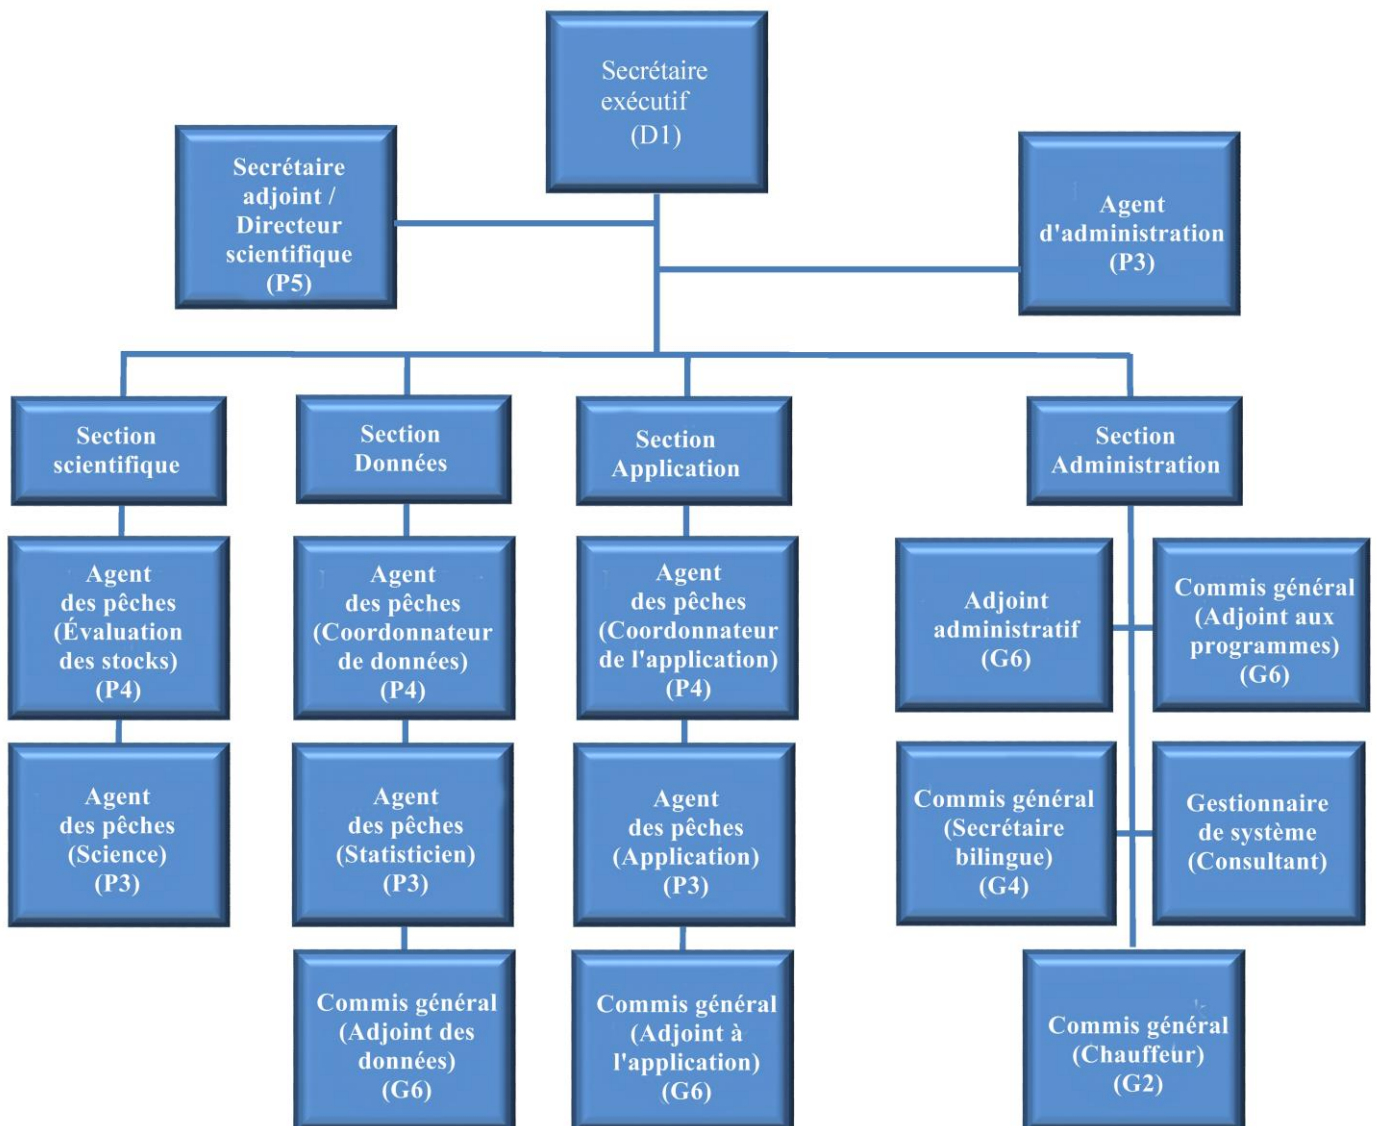 Secrétaire
exécutif
(D1)
Secrétaire
adjoint /
Directeur
scientifique
(P5)
Agent
d'administration
(P3)
Section
scientifique
Section
Données
Section
Application
Section
Administration
Agent
des pêches
(Évaluation
des stocks)
(P4)
Agent
des pêches
(Coordonnateur
de données)
(P4)
Agent
des pêches
(Coordonnateur
de l'application)
(P4)
Adjoint
administratif
(G6)
Commis général
(Adjoint aux
programmes)
(G6)
Agent
des pêches
(Science)
(P3)
Agent
des pêches
(Statisticien)
(P3)
Agent
des pêches
(Application)
(P3)
Commis général
(Secrétaire
bilingue)
(G4)
Gestionnaire
de système
(Consultant)
Commis général
(Adjoint des
données)
(G6)
Commis général
(Adjoint à
l'application)
(G6)
Commis général
(Chauffeur)
(G2)